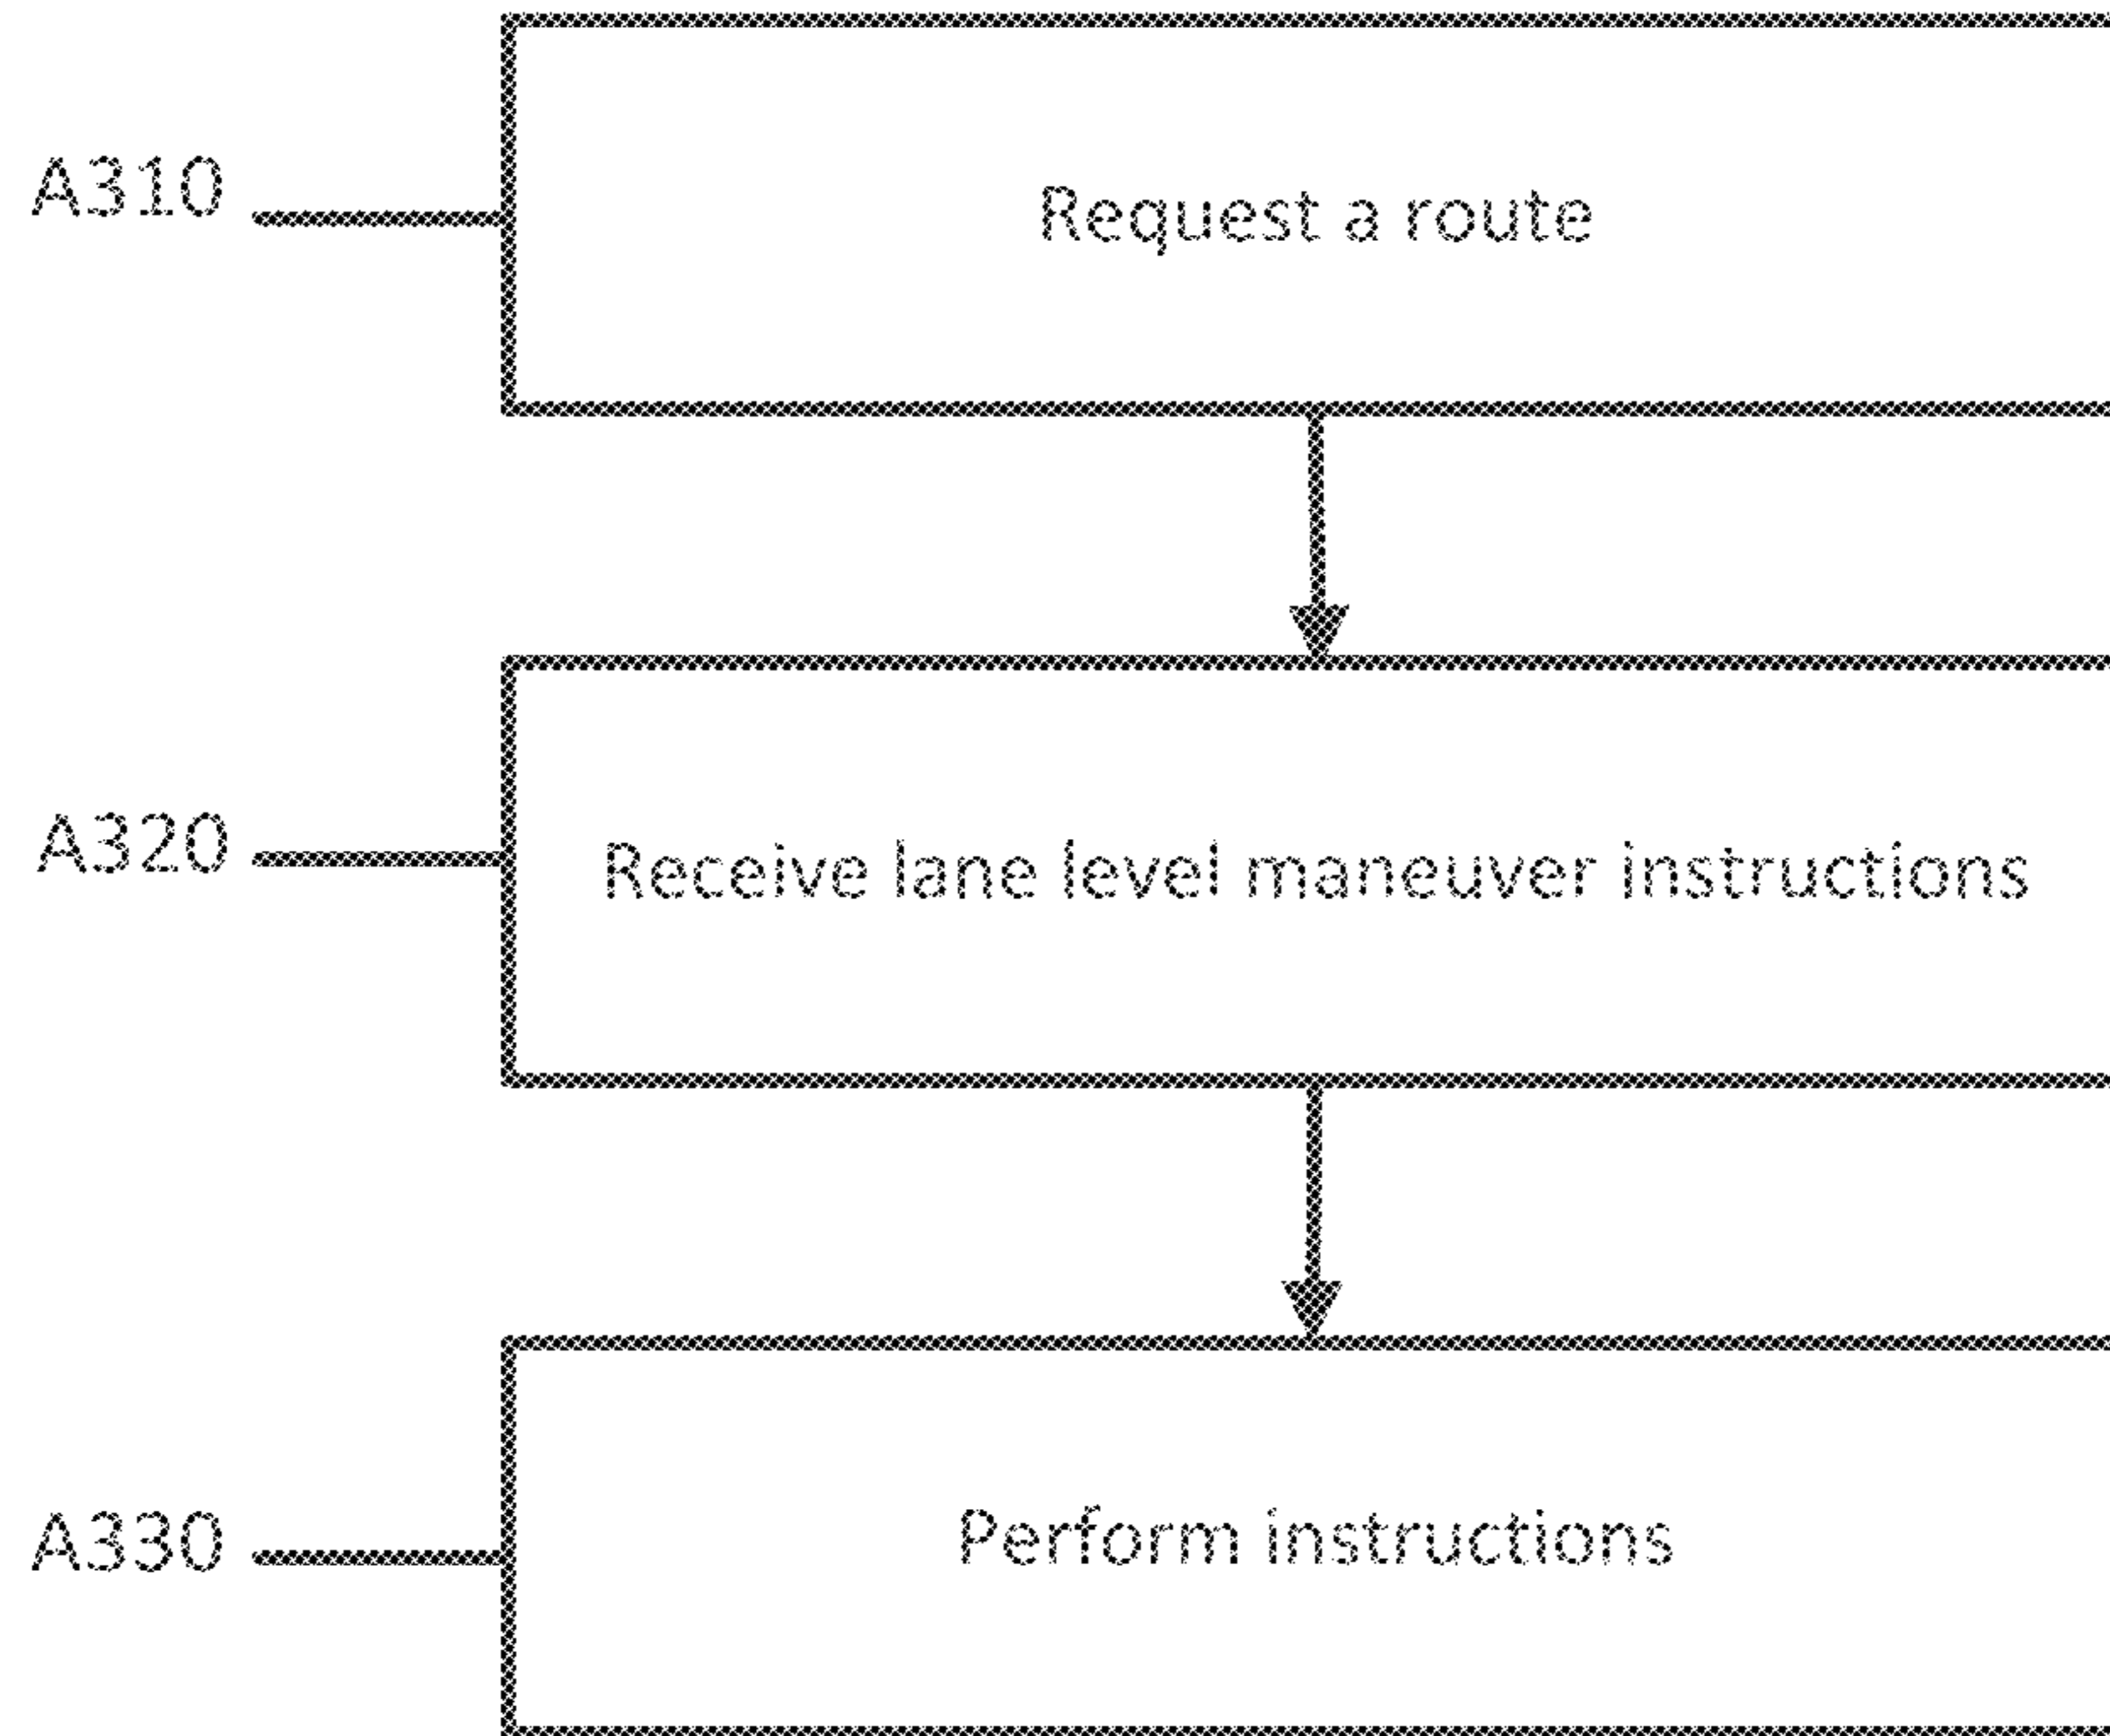 A310
Request a route
A320
Receive lane level maneuver instructions
A330
Perform instructions